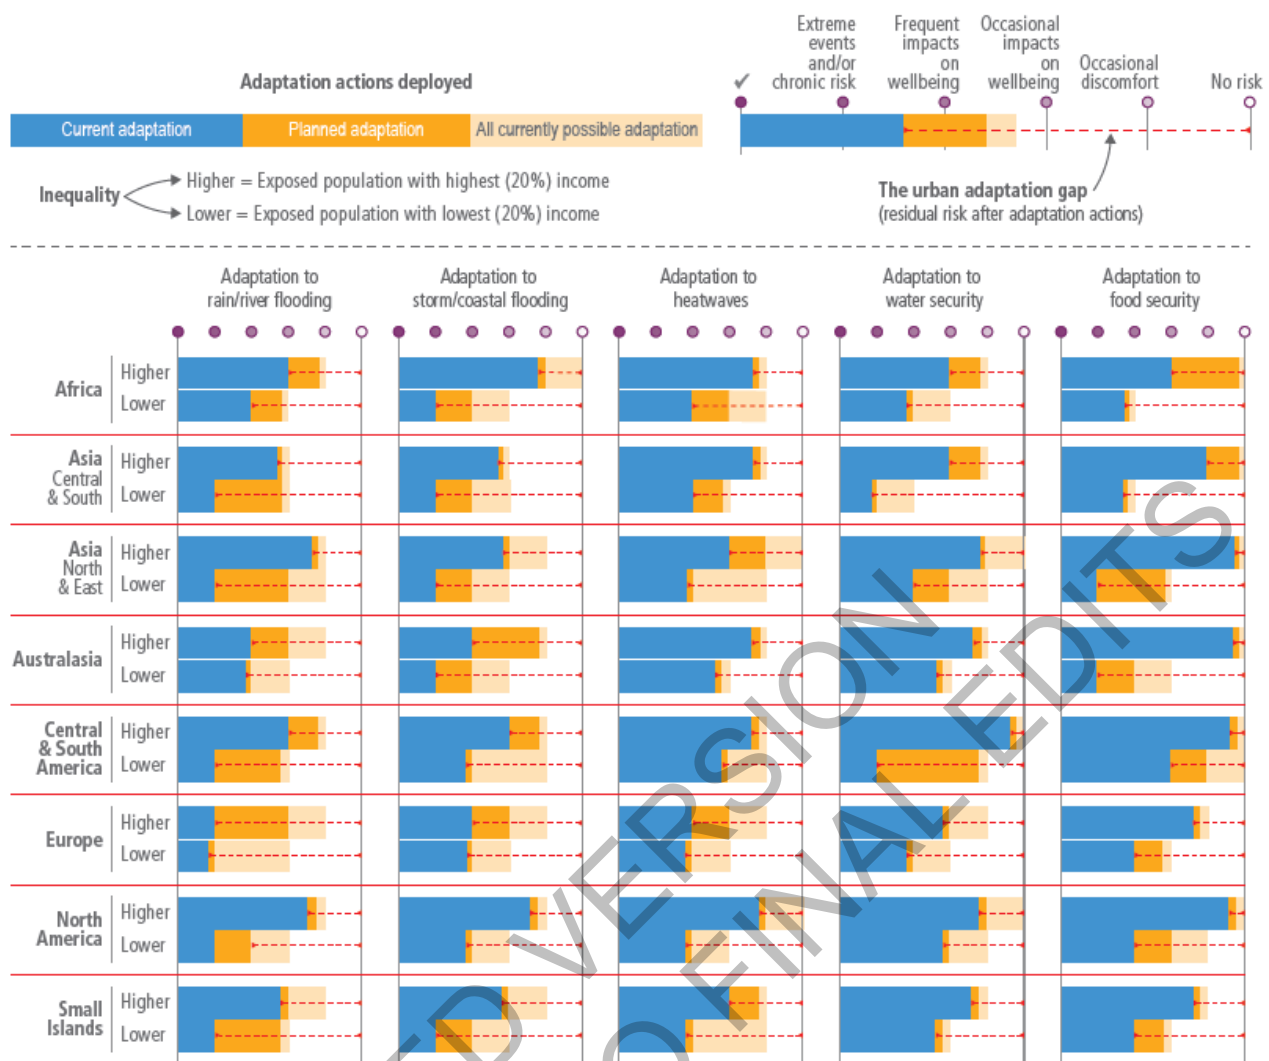 Extreme
events
and/or
chronic risk
Frequent
impacts
on
wellbeing
Occasional
impacts
on
wellbeing
Occasional
discomfort
No risk
Adaptation actions deployed
✓
Current adaptation
Planned adaptation
All currently possible adaptation
Inequality
Higher = Exposed population with highest (20%) income
Lower = Exposed population with lowest (20%) income
The urban adaptation gap
(residual risk after adaptation actions)
Adaptation to
rain/river flooding
Adaptation to
storm/coastal flooding
Adaptation to
heatwaves
Adaptation to
water security
Adaptation to
food security
Africa
Higher
Lower
Asia
Central
& South
Higher
Lower
Asia
North
& East
Higher
Lower
Australasia
Higher
Lower
Central
& South
America
Higher
Lower
Europe
Higher
Lower
North
America
Higher
Lower
Small
Islands
Higher
Lower
ED VERSION
O FINAL EDITS